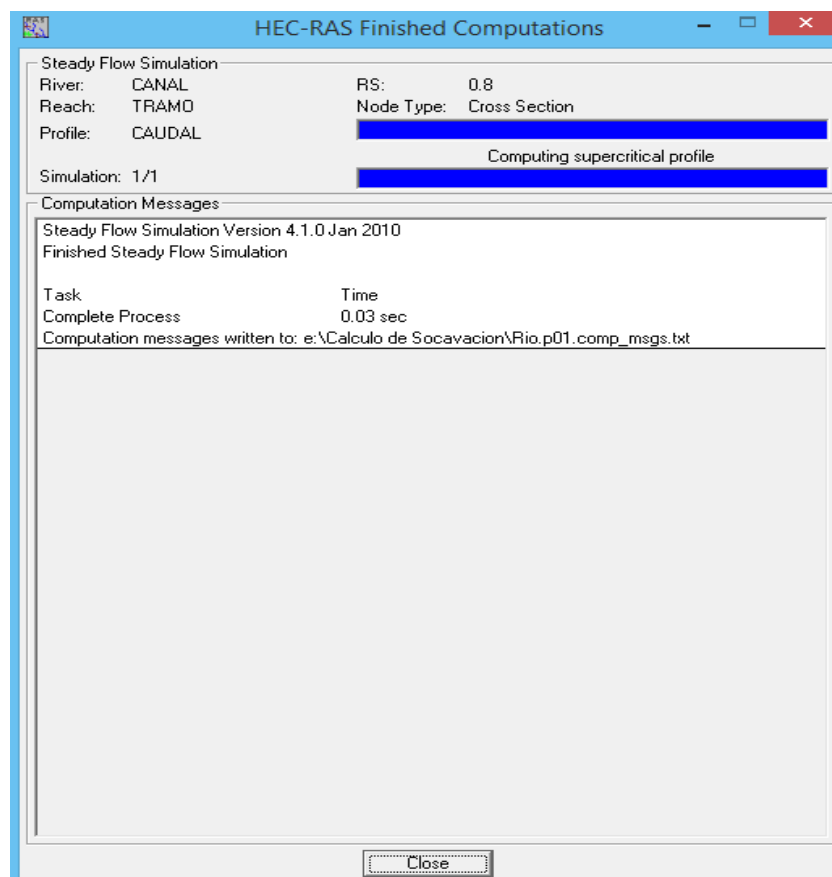 HEC-RAS Finished Computations
Steady Flow Simulation
River: CANAL RS: 0.8
Reach: TRAMO Node Type: Cross Section
Profile: CAUDAL
Computing supercritical profile
Simulation: 1/1
Computation Messages
Steady Flow Simulation Version 4.1.0 Jan 2010
Finished Steady Flow Simulation
Task Time
Complete Process 0.03 sec
Computation messages written to: e:\Calculo de Socavacion\Rio.p01.comp_msgs.txt
Close